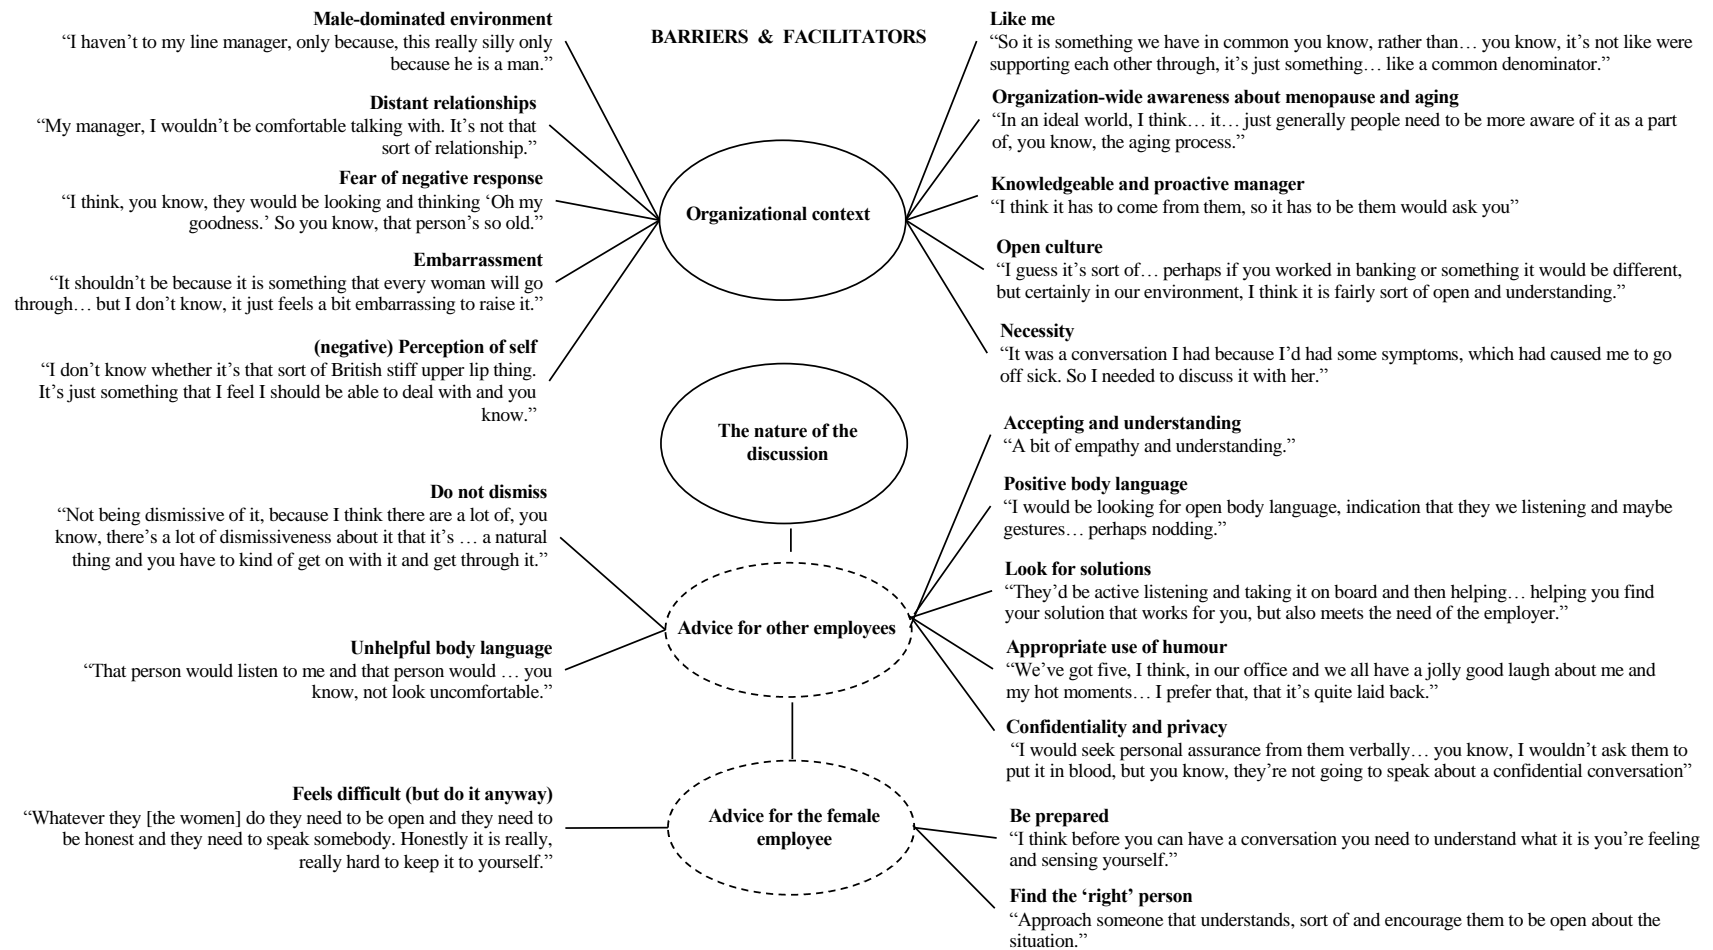 BARRIERS & FACILITATORS
Male-dominated environment
“I haven’t to my line manager, only because, this really silly only
because he is a man.”
Distant relationships
“My manager, I wouldn’t be comfortable talking with. It’s not that
sort of relationship.”
Fear of negative response
“I think, you know, they would be looking and thinking ‘Oh my
goodness.’ So you know, that person’s so old.”
Embarrassment
“It shouldn’t be because it is something that every woman will go
through… but I don’t know, it just feels a bit embarrassing to raise it.”
(negative) Perception of self
“I don’t know whether it’s that sort of British stiff upper lip thing.
It’s just something that I feel I should be able to deal with and you
know.”
Organizational context
Like me
“So it is something we have in common you know, rather than… you know, it’s not like were
supporting each other through, it’s just something… like a common denominator.”
Organization-wide awareness about menopause and aging
“In an ideal world, I think… it… just generally people need to be more aware of it as a part
of, you know, the aging process.”
Knowledgeable and proactive manager
“I think it has to come from them, so it has to be them would ask you”
Open culture
“I guess it’s sort of… perhaps if you worked in banking or something it would be different,
but certainly in our environment, I think it is fairly sort of open and understanding.”
Necessity
“It was a conversation I had because I’d had some symptoms, which had caused me to go
off sick. So I needed to discuss it with her.”
The nature of the
discussion
Do not dismiss
“Not being dismissive of it, because I think there are a lot of, you
know, there’s a lot of dismissiveness about it that it’s … a natural
thing and you have to kind of get on with it and get through it.”
Unhelpful body language
“That person would listen to me and that person would … you
know, not look uncomfortable.”
Advice for other employees
Accepting and understanding
“A bit of empathy and understanding.”
Positive body language
“I would be looking for open body language, indication that they we listening and maybe
gestures… perhaps nodding.”
Look for solutions
“They’d be active listening and taking it on board and then helping… helping you find
your solution that works for you, but also meets the need of the employer.”
Appropriate use of humour
“We’ve got five, I think, in our office and we all have a jolly good laugh about me and
my hot moments… I prefer that, that it’s quite laid back.”
Confidentiality and privacy
“I would seek personal assurance from them verbally… you know, I wouldn’t ask them to
put it in blood, but you know, they’re not going to speak about a confidential conversation”
Feels difficult (but do it anyway)
“Whatever they [the women] do they need to be open and they need to
be honest and they need to speak somebody. Honestly it is really,
really hard to keep it to yourself.”
Advice for the female
employee
Be prepared
“I think before you can have a conversation you need to understand what it is you’re feeling
and sensing yourself.”
Find the ‘right’ person
“Approach someone that understands, sort of and encourage them to be open about the
situation.”